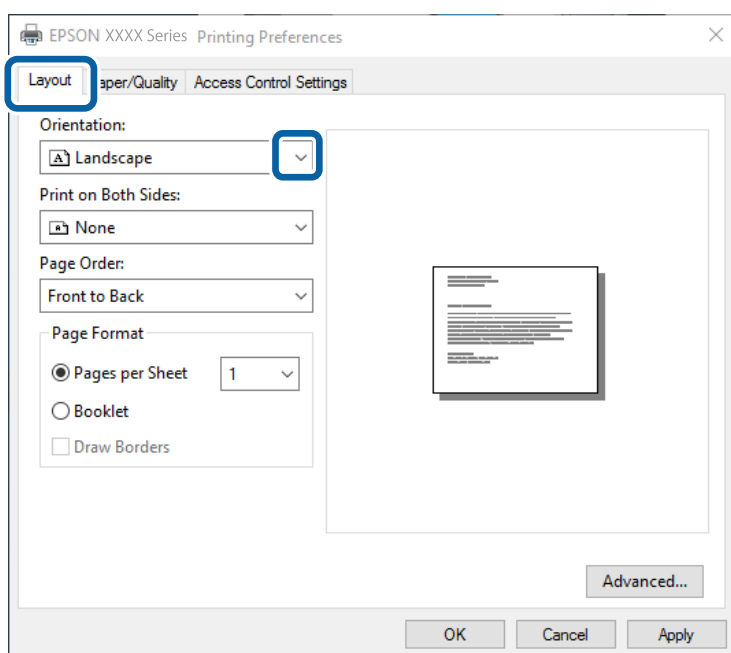 EPSON XXXX Series Printing Preferences
Layout aper/Quality Access Control Settings
Orientation:
A Landscape
Print on Both Sides:
None
Page Order:
Front to Back
Page Format
Pages per Sheet 1
Booklet
Draw Borders
Advanced...
OK Cancel Apply